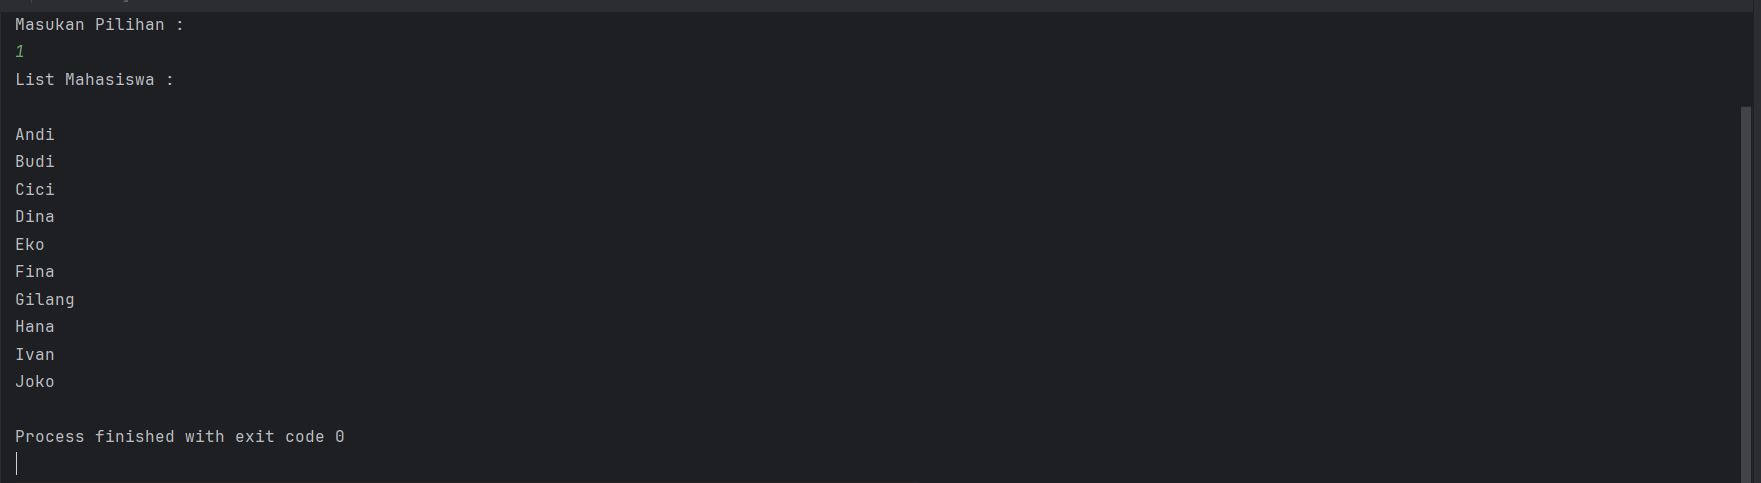 Masukan Pilihan :
1
List Mahasiswa :
Andi
Budi
Cici
Dina
Eko
Fina
Gilang
Hana
Ivan
Joko
Process finished with exit code 0